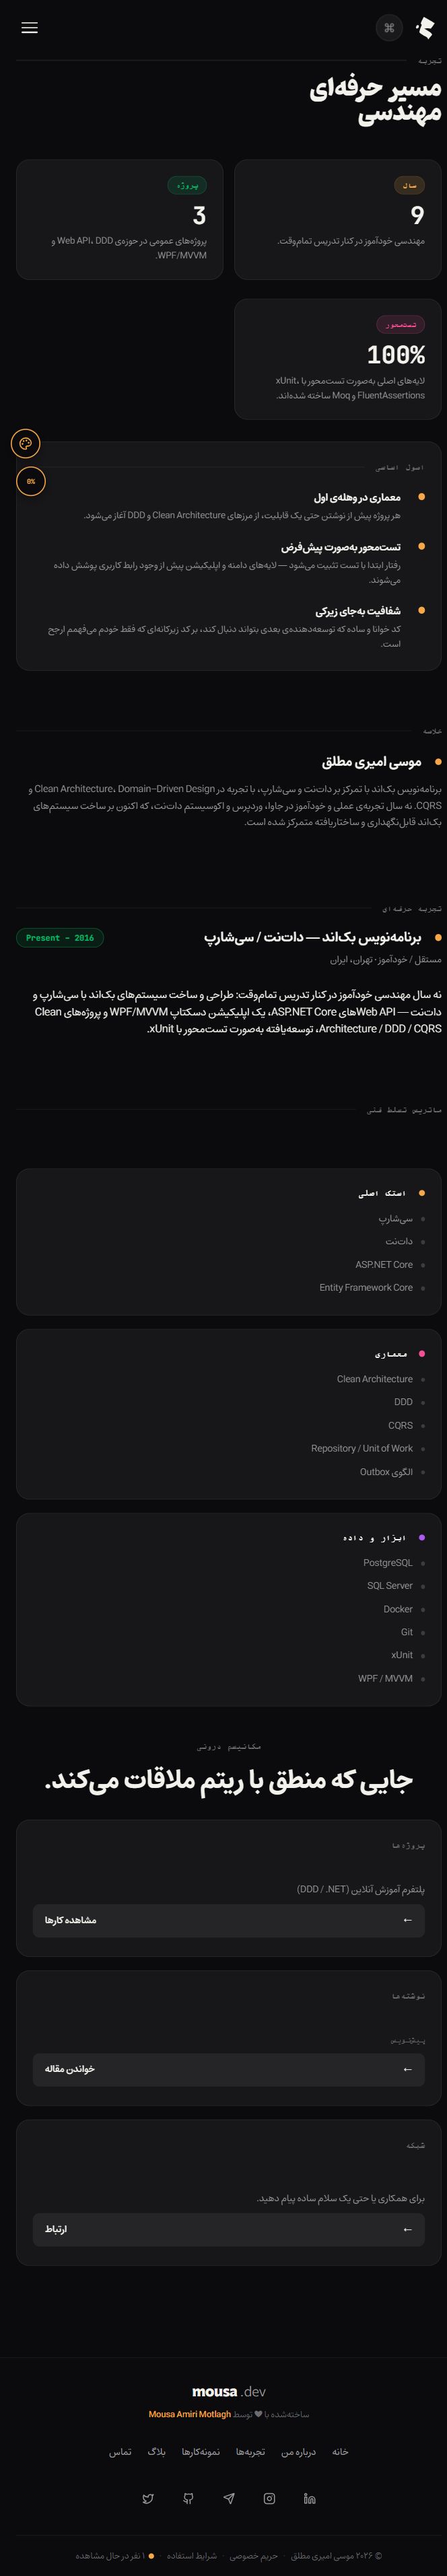 تجربه
مسیر حرفه‌ای
مهندسی
سال
9
مهندسی خودآموز در کنار تدریس تمام‌وقت.
پروژه
3
پروژه‌های عمومی در حوزه‌ی Web API، DDD و
WPF/MVVM.
تست‌محور
100%
لایه‌های اصلی به‌صورت تست‌محور با xUnit،
FluentAssertions و Moq ساخته شده‌اند.
0%
اصول اساسی
معماری در وهله‌ی اول
هر پروژه پیش از نوشتن حتی یک قابلیت، از مرزهای Clean Architecture و DDD آغاز می‌شود.
تست‌محور به‌صورت پیش‌فرض
رفتار ابتدا با تست تثبیت می‌شود — لایه‌های دامنه و اپلیکیشن پیش از وجود رابط کاربری پوشش داده
می‌شوند.
شفافیت به‌جای زیرکی
کد خوانا و ساده که توسعه‌دهنده‌ی بعدی بتواند دنبال کند، بر کد زیرکانه‌ای که فقط خودم می‌فهمم ارجح
است.
خلاصه
موسی امیری مطلق
برنامه‌نویس بک‌اند با تمرکز بر دات‌نت و سی‌شارپ، با تجربه در Clean Architecture، Domain-Driven Design و
CQRS. نه سال تجربه‌ی عملی و خودآموز در جاوا، وردپرس و اکوسیستم دات‌نت، که اکنون بر ساخت سیستم‌های
بک‌اند قابل‌نگهداری و ساختاریافته متمرکز شده است.
تجربه حرفه‌ای
برنامه‌نویس بک‌اند — دات‌نت / سی‌شارپ
2016 - Present
مستقل / خودآموز · تهران، ایران
نه سال مهندسی خودآموز در کنار تدریس تمام‌وقت: طراحی و ساخت سیستم‌های بک‌اند با سی‌شارپ و
دات‌نت — Web APIهای ASP.NET Core، یک اپلیکیشن دسکتاپ WPF/MVVM و پروژه‌های Clean
Architecture / DDD / CQRS، توسعه‌یافته به‌صورت تست‌محور با xUnit.
ماتریس تسلط فنی
استک اصلی
سی‌شارپ
دات‌نت
ASP.NET Core
Entity Framework Core
معماری
Clean Architecture
DDD
CQRS
Repository / Unit of Work
الگوی Outbox
ابزار و داده
PostgreSQL
SQL Server
Docker
Git
xUnit
WPF / MVVM
مکانیسم درونی
جایی که منطق با ریتم ملاقات می‌کند.
پروژه‌ها
پلتفرم آموزش آنلاین (DDD / .NET)
مشاهده کارها ←
نوشته‌ها
پیش‌نویس
خواندن مقاله ←
شبکه
برای همکاری یا حتی یک سلام ساده پیام دهید.
ارتباط ←
mousa .dev
ساخته‌شده با ♥ توسط Mousa Amiri Motlagh
خانه درباره من تجربه‌ها نمونه‌کارها بلاگ تماس
© ۲۰۲۶ موسی امیری مطلق · حریم خصوصی · شرایط استفاده · ۱ نفر در حال مشاهده